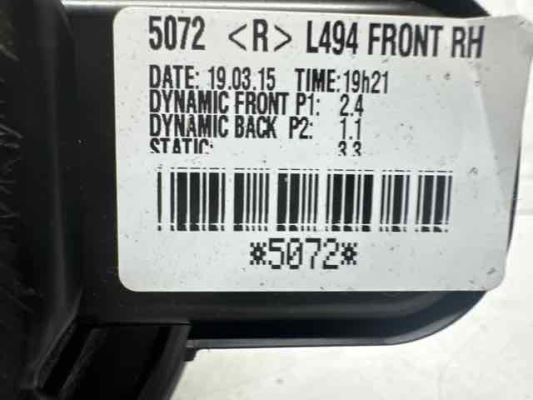 5072 <R> L494 FRONT RH
DATE: 19.03.15 TIME:19h21
DYNAMIC FRONT P1: 2.4
DYNAMIC BACK P2: 1.1
STATIC: 3.3
*5072*